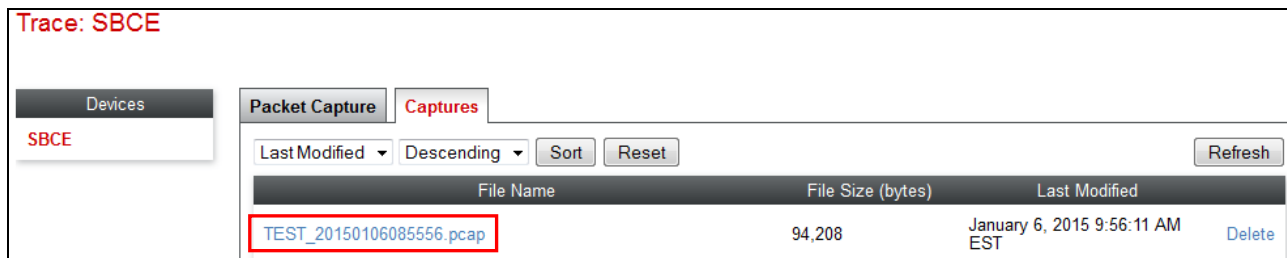 Trace: SBCE
Devices
SBCE
Packet Capture Captures
Last Modified Descending Sort Reset Refresh
File Name File Size (bytes) Last Modified
TEST_20150106085556.pcap 94,208 January 6, 2015 9:56:11 AM EST Delete